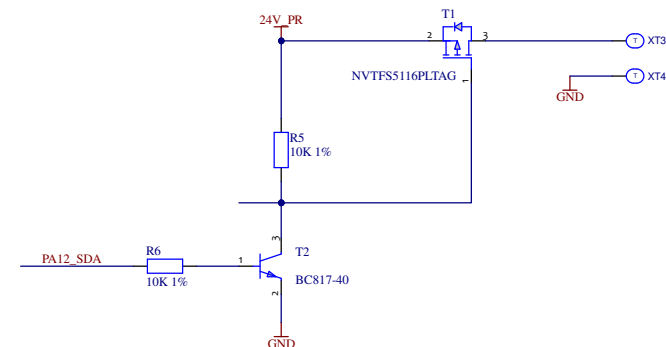 T1
24V_PR
2
3
T
XT3
NVTFS5116PLTAG
1
T
XT4
GND
R5
10K 1%
3
R6
T2
PA12_SDA
1
10K 1%
BC817-40
2
GND